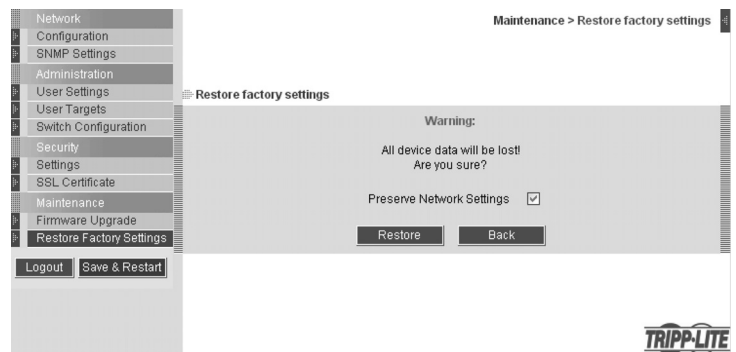 Network
Configuration
SNMP Settings
Administration
User Settings
User Targets
Switch Configuration
Security
Settings
SSL Certificate
Maintenance
Firmware Upgrade
Restore Factory Settings
Logout
Save & Restart
Maintenance > Restore factory settings
Restore factory settings
Warning:
All device data will be lost!
Are you sure?
Preserve Network Settings
Restore
Back
TRIPP·LITE